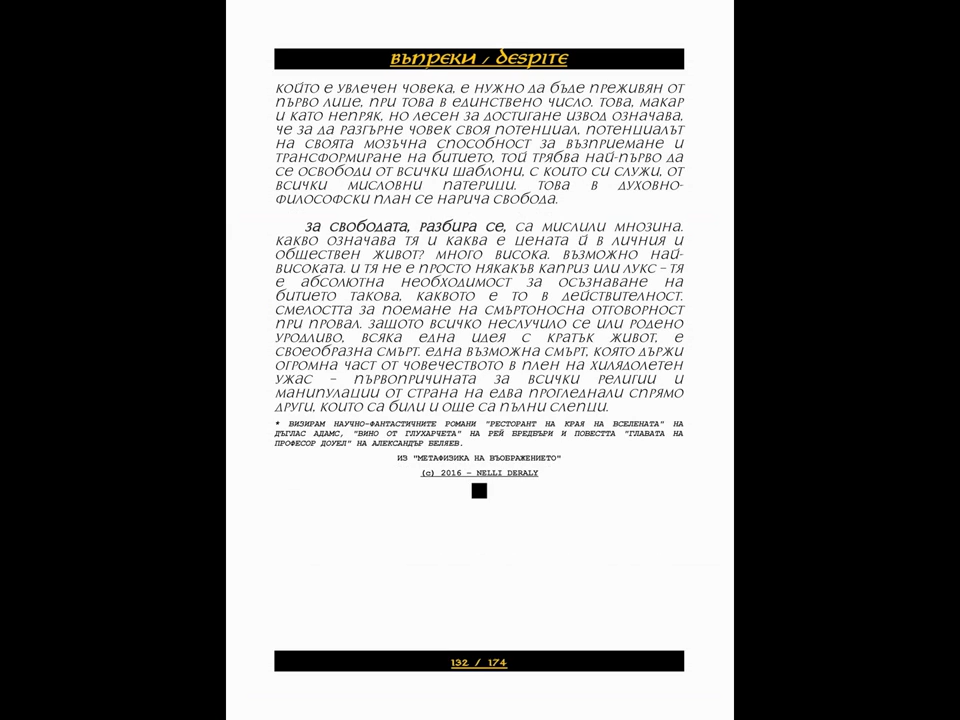 ВЪПРЕКИ / DESPITE
КОЙТО Е УВЛЕЧЕН ЧОВЕКА, Е НУЖНО ДА БЪДЕ ПРЕЖИВЯН ОТ
ПЪРВО ЛИЦЕ, ПРИ ТОВА В ЕДИНСТВЕНО ЧИСЛО. ТОВА, МАКАР
И КАТО НЕПРЯК, НО ЛЕСЕН ЗА ДОСТИГАНЕ ИЗВОД ОЗНАЧАВА,
ЧЕ ЗА ДА РАЗГЪРНЕ ЧОВЕК СВОЯ ПОТЕНЦИАЛ, ПОТЕНЦИАЛЪТ
НА СВОЯТА МОЗЪЧНА СПОСОБНОСТ ЗА ВЪЗПРИЕМАНЕ И
ТРАНСФОРМИРАНЕ НА БИТИЕТО, ТОЙ ТРЯБВА НАЙ-ПЪРВО ДА
СЕ ОСВОБОДИ ОТ ВСИЧКИ ШАБЛОНИ, С КОИТО СИ СЛУЖИ, ОТ
ВСИЧКИ МИСЛОВНИ ПАТЕРИЦИ. ТОВА В ДУХОВНО-
ФИЛОСОФСКИ ПЛАН СЕ НАРИЧА СВОБОДА.
ЗА СВОБОДАТА, РАЗБИРА СЕ, СА МИСЛИЛИ МНОЗИНА.
КАКВО ОЗНАЧАВА ТЯ И КАКВА Е ЦЕНАТА Й В ЛИЧНИЯ И
ОБЩЕСТВЕН ЖИВОТ? МНОГО ВИСОКА. ВЪЗМОЖНО НАЙ-
ВИСОКАТА. И ТЯ НЕ Е ПРОСТО НЯКАКЪВ КАПРИЗ ИЛИ ЛУКС – ТЯ
Е АБСОЛЮТНА НЕОБХОДИМОСТ ЗА ОСЪЗНАВАНЕ НА
БИТИЕТО ТАКОВА, КАКВОТО Е ТО В ДЕЙСТВИТЕЛНОСТ.
СМЕЛОСТТА ЗА ПОЕМАНЕ НА СМЪРТОНОСНА ОТГОВОРНОСТ
ПРИ ПРОВАЛ. ЗАЩОТО ВСИЧКО НЕСЛУЧИЛО СЕ ИЛИ РОДЕНО
УРОДЛИВО, ВСЯКА ЕДНА ИДЕЯ С КРАТЪК ЖИВОТ, Е
СВОЕОБРАЗНА СМЪРТ. ЕДНА ВЪЗМОЖНА СМЪРТ, КОЯТО ДЪРЖИ
ОГРОМНА ЧАСТ ОТ ЧОВЕЧЕСТВОТО В ПЛЕН НА ХИЛЯДОЛЕТЕН
УЖАС – ПЪРВОПРИЧИНАТА ЗА ВСИЧКИ РЕЛИГИИ И
МАНИПУЛАЦИИ ОТ СТРАНА НА ЕДВА ПРОГЛЕДНАЛИ СПРЯМО
ДРУГИ, КОИТО СА БИЛИ И ОЩЕ СА ПЪЛНИ СЛЕПЦИ.
* ВИЗИРАМ НАУЧНО-ФАНТАСТИЧНИТЕ РОМАНИ "РЕСТОРАНТ НА КРАЯ НА ВСЕЛЕНАТА" НА
ДЪГЛАС АДАМС, "ВИНО ОТ ГЛУХАРЧЕТА" НА РЕЙ БРЕДБЪРИ И ПОВЕСТТА "ГЛАВАТА НА
ПРОФЕСОР ДОУЕЛ" НА АЛЕКСАНДЪР БЕЛЯЕВ.
ИЗ "МЕТАФИЗИКА НА ВЪОБРАЖЕНИЕТО"
(c) 2016 – NELLI DERALY
132 / 174